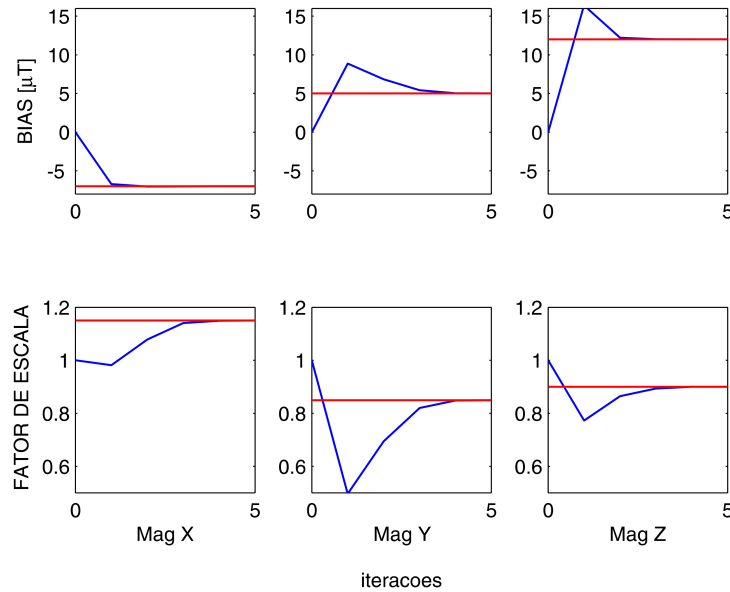 15 15 15
10 10 10
BIAS [µT]
5 5 5
0 0 0
-5 -5 -5
0 5 0 5 0 5
1.2 1.2 1.2
FATOR DE ESCALA
1 1 1
0.8 0.8 0.8
0.6 0.6 0.6
0 5 0 5 0 5
Mag X Mag Y Mag Z
iteracoes